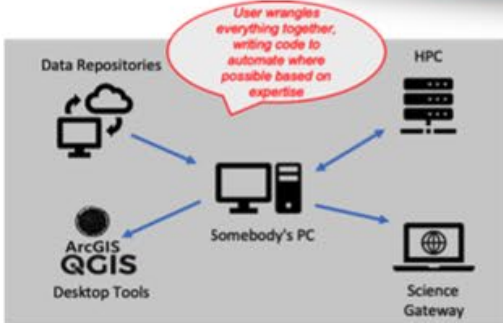 User wrangles
everything together,
writing code to
automate where
possible based on
expertise
Data Repositories
HPC
Somebody's PC
ArcGIS
QGIS
Desktop Tools
Science
Gateway